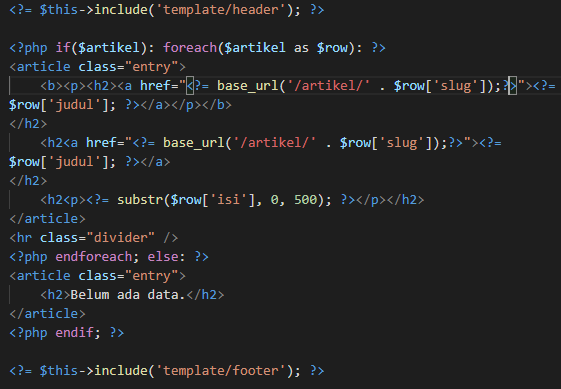 <?= $this->include('template/header'); ?>
<?php if($artikel): foreach($artikel as $row): ?>
<article class="entry">
<b><p><h2><a href="<?= base_url('/artikel/' . $row['slug']);?>"><?=
$row['judul']; ?></a></p></b>
</h2>
<h2<a href="<?= base_url('/artikel/' . $row['slug']);?>"><?=
$row['judul']; ?></a>
</h2>
<h2<p><?= substr($row['isi'], 0, 500); ?></p></h2>
</article>
<hr class="divider" />
<?php endforeach; else: ?>
<article class="entry">
<h2>Belum ada data.</h2>
</article>
<?php endif; ?>
<?= $this->include('template/footer'); ?>